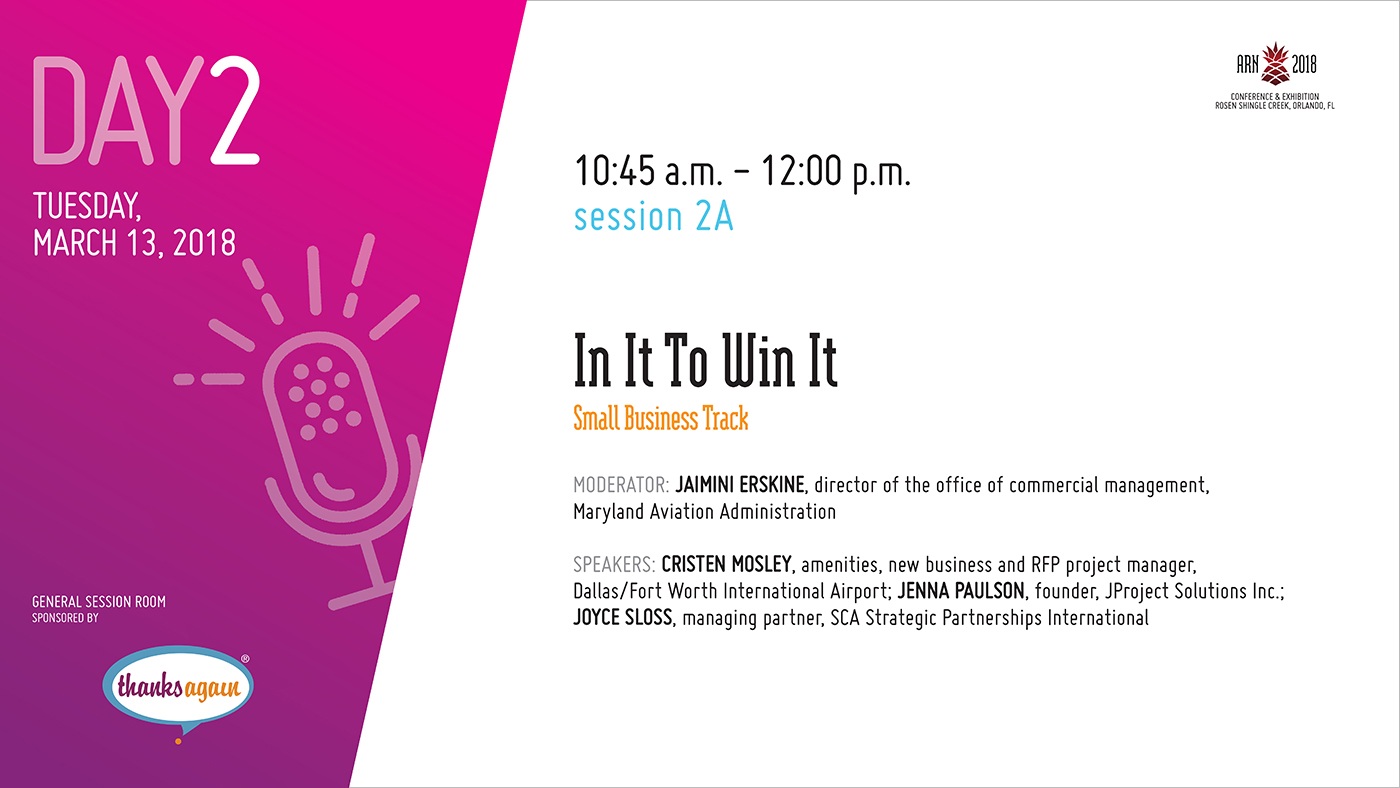 DAY2
TUESDAY,
MARCH 13, 2018
GENERAL SESSION ROOM
SPONSORED BY
thanksagain®
ARN 2018
CONFERENCE & EXHIBITION
ROSEN SHINGLE CREEK, ORLANDO, FL
10:45 a.m. – 12:00 p.m.
session 2A
In It To Win It
Small Business Track
MODERATOR: JAIMINI ERSKINE, director of the office of commercial management,
Maryland Aviation Administration
SPEAKERS: CRISTEN MOSLEY, amenities, new business and RFP project manager,
Dallas/Fort Worth International Airport; JENNA PAULSON, founder, JProject Solutions Inc.;
JOYCE SLOSS, managing partner, SCA Strategic Partnerships International